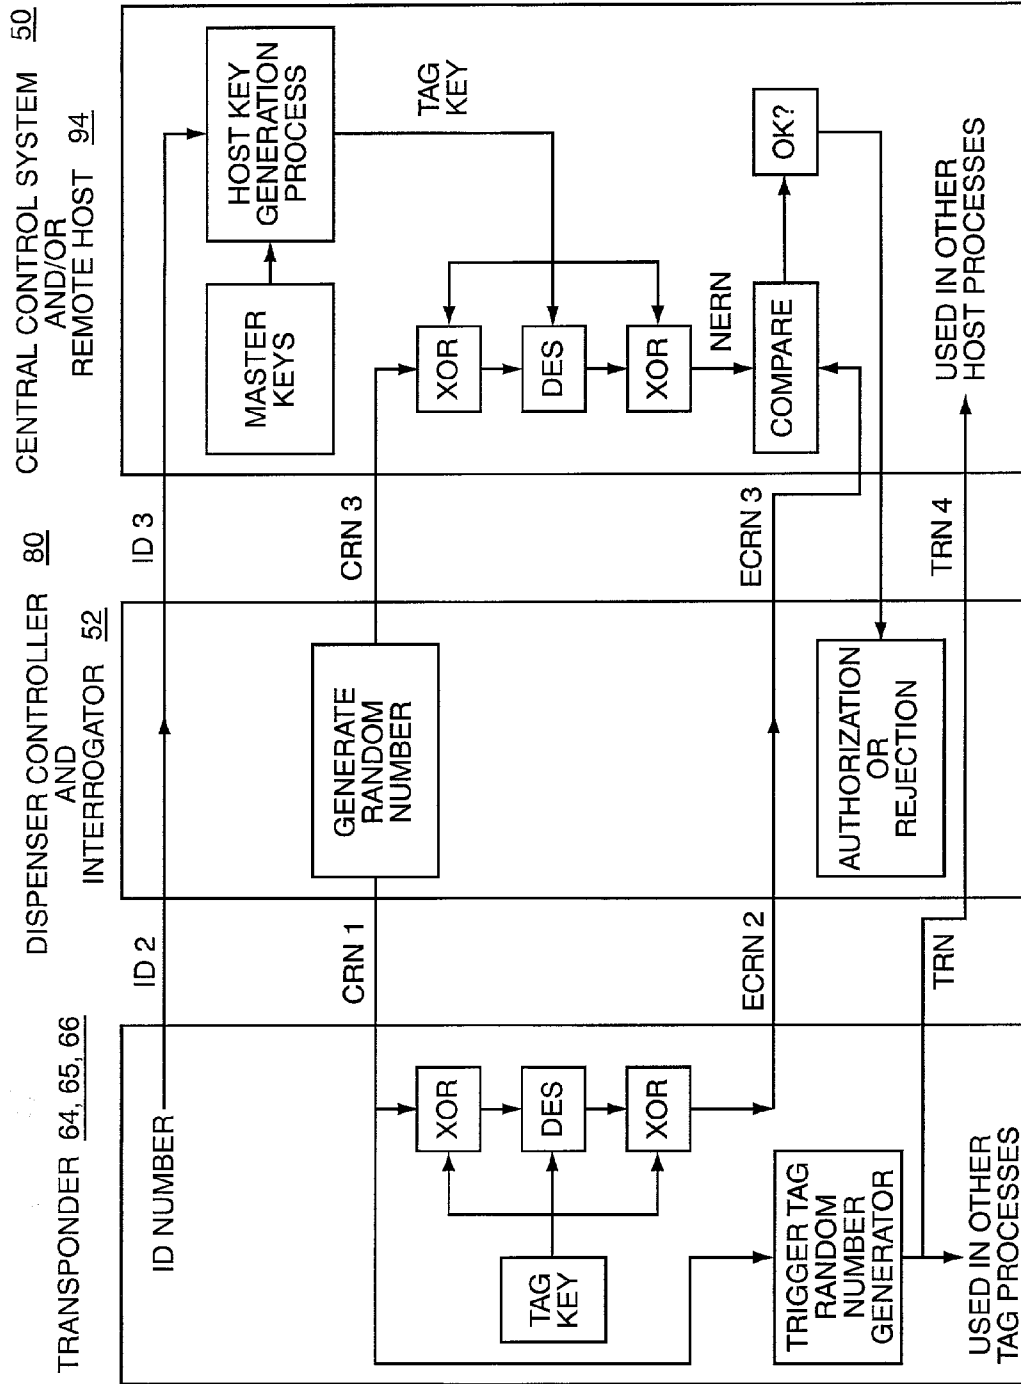 TRANSPONDER 64, 65, 66
ID NUMBER
TAG
KEY
XOR
DES
XOR
TRIGGER TAG
RANDOM
NUMBER
GENERATOR
USED IN OTHER
TAG PROCESSES
ID 2
CRN 1
ECRN 2
TRN
DISPENSER CONTROLLER 80
AND
INTERROGATOR 52
GENERATE
RANDOM
NUMBER
AUTHORIZATION
OR
REJECTION
ID 3
CRN 3
ECRN 3
TRN 4
CENTRAL CONTROL SYSTEM 50
AND/OR
REMOTE HOST 94
MASTER
KEYS
HOST KEY
GENERATION
PROCESS
TAG
KEY
XOR
DES
XOR
NERN
COMPARE
OK?
USED IN OTHER
HOST PROCESSES